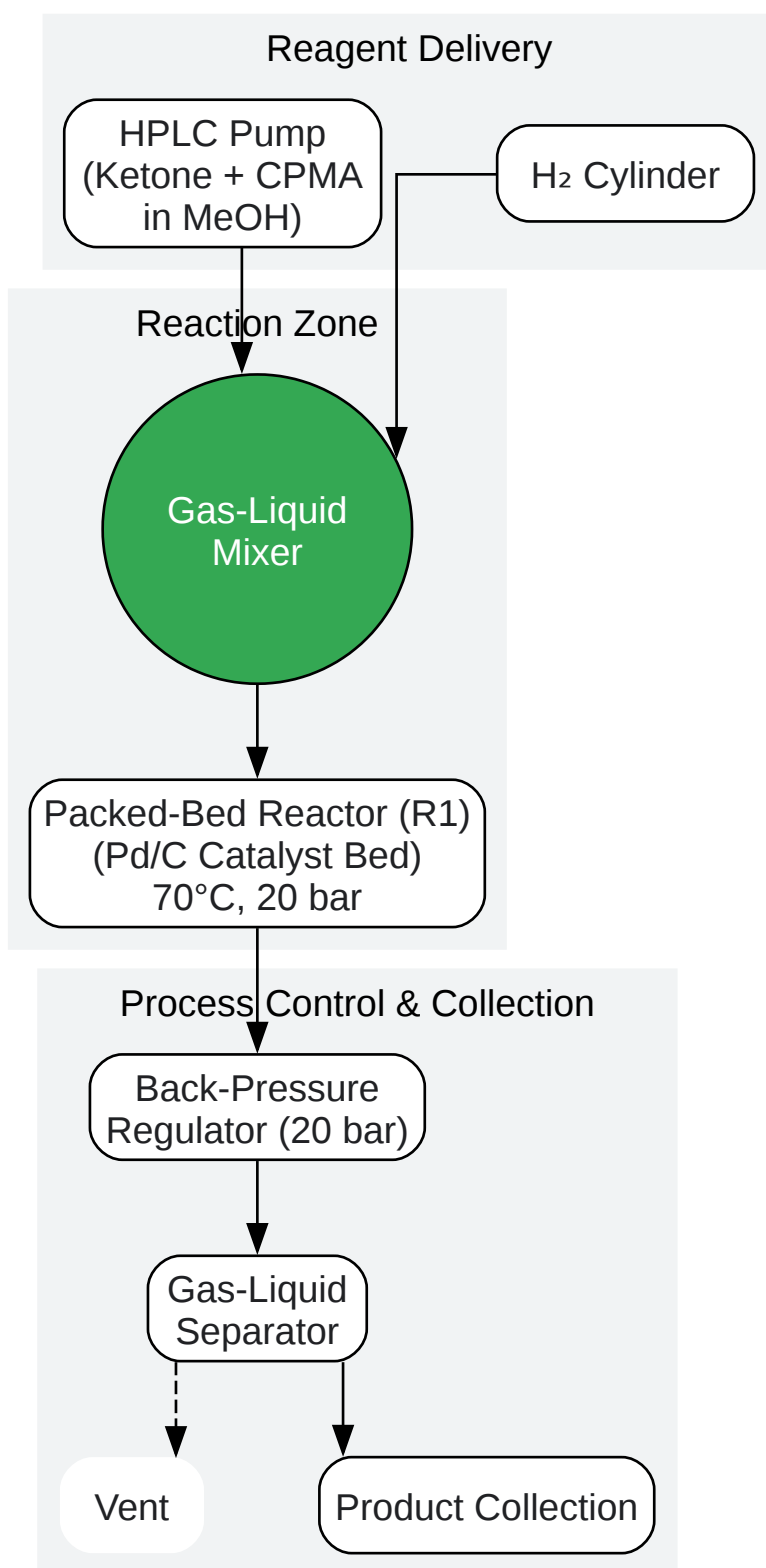 Reagent Delivery
HPLC Pump
(Ketone + CPMA
in MeOH)
H₂ Cylinder
Reaction Zone
Gas-Liquid
Mixer
Packed-Bed Reactor (R1)
(Pd/C Catalyst Bed)
70°C, 20 bar
Process Control & Collection
Back-Pressure
Regulator (20 bar)
Gas-Liquid
Separator
Vent
Product Collection